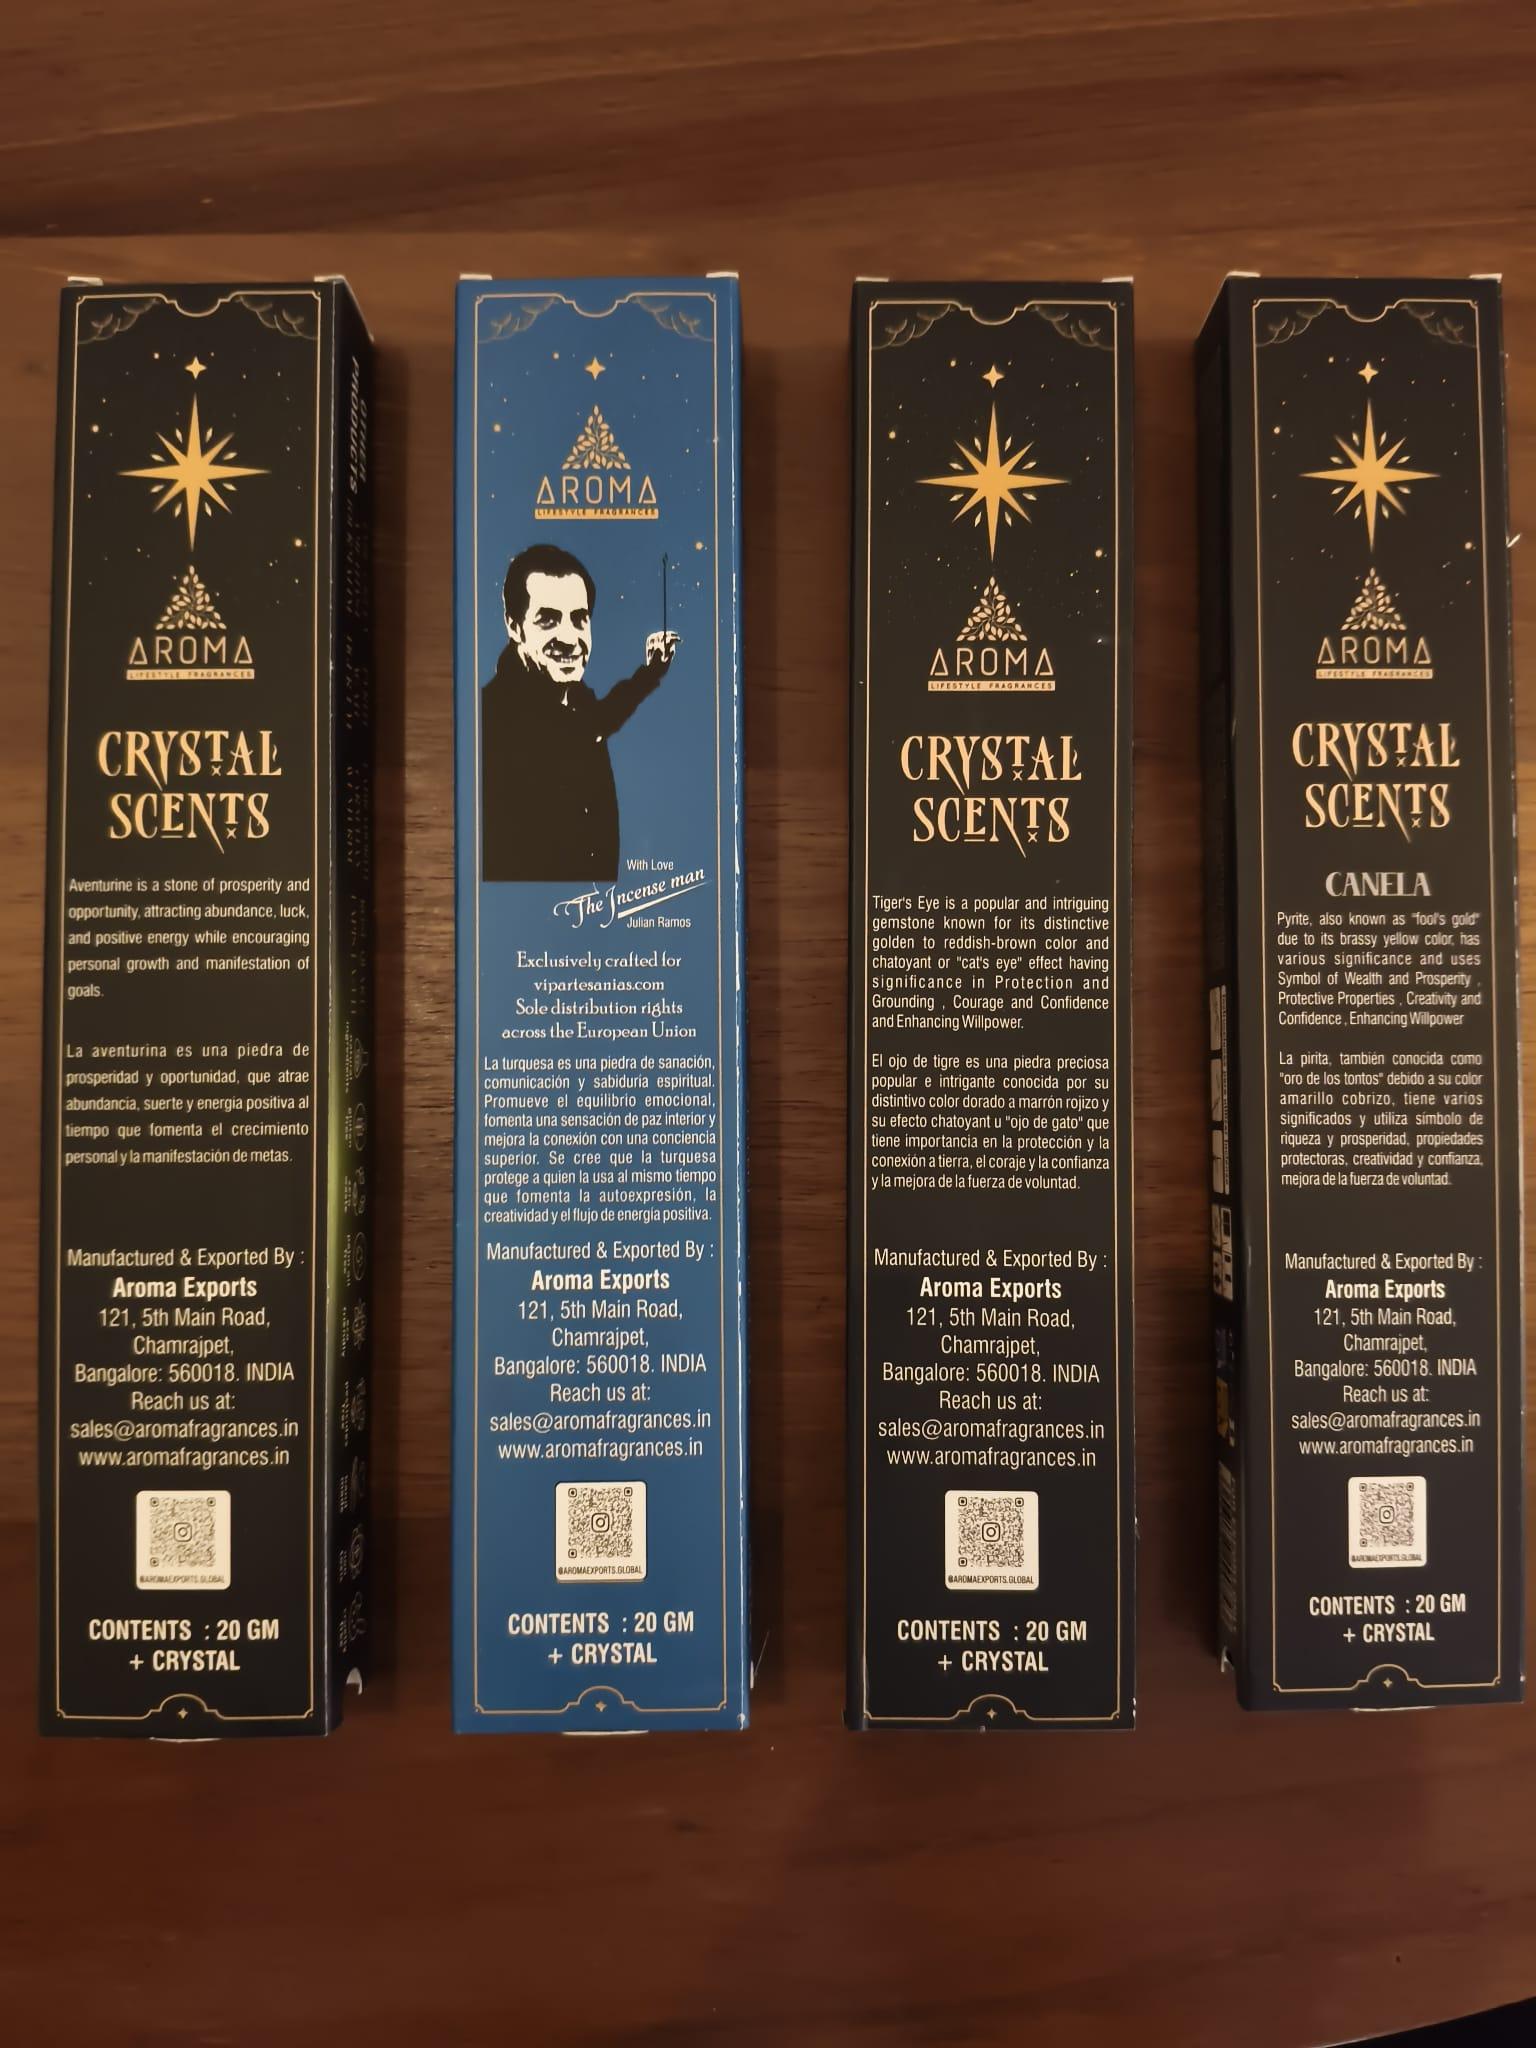 AROMA
LIFESTYLE FRAGRANCES
CRYSTAL
SCENTS
Aventurine is a stone of prosperity and
opportunity, attracting abundance, luck,
and positive energy while encouraging
personal growth and manifestation of
goals.
La aventurina es una piedra de
prosperidad y oportunidad, que atrae
abundancia, suerte y energía positiva al
tiempo que fomenta el crecimiento
personal y la manifestación de metas.
Manufactured & Exported By :
Aroma Exports
121, 5th Main Road,
Chamrajpet,
Bangalore: 560018. INDIA
Reach us at:
sales@aromafragrances.in
www.aromafragrances.in
@AROMAEXPORTS.GLOBAL
CONTENTS : 20 GM
+ CRYSTAL
PRODUCTS
AROMA
LIFESTYLE FRAGRANCES
With Love
The Incense man
Julian Ramos
Exclusively crafted for
vipartesanias.com
Sole distribution rights
across the European Union
La turquesa es una piedra de sanación,
comunicación y sabiduría espiritual.
Promueve el equilibrio emocional,
fomenta una sensación de paz interior y
mejora la conexión con una conciencia
superior. Se cree que la turquesa
protege a quien la usa al mismo tiempo
que fomenta la autoexpresión, la
creatividad y el flujo de energía positiva.
Manufactured & Exported By :
Aroma Exports
121, 5th Main Road,
Chamrajpet,
Bangalore: 560018. INDIA
Reach us at:
sales@aromafragrances.in
www.aromafragrances.in
@AROMAEXPORTS.GLOBAL
CONTENTS : 20 GM
+ CRYSTAL
AROMA
LIFESTYLE FRAGRANCES
CRYSTAL
SCENTS
Tiger's Eye is a popular and intriguing
gemstone known for its distinctive
golden to reddish-brown color and
chatoyant or "cat's eye" effect having
significance in Protection and
Grounding , Courage and Confidence
and Enhancing Willpower.
El ojo de tigre es una piedra preciosa
popular e intrigante conocida por su
distintivo color dorado a marrón rojizo y
su efecto chatoyant u "ojo de gato" que
tiene importancia en la protección y la
conexión a tierra, el coraje y la confianza
y la mejora de la fuerza de voluntad.
Manufactured & Exported By :
Aroma Exports
121, 5th Main Road,
Chamrajpet,
Bangalore: 560018. INDIA
Reach us at:
sales@aromafragrances.in
www.aromafragrances.in
@AROMAEXPORTS.GLOBAL
CONTENTS : 20 GM
+ CRYSTAL
AROMA
LIFESTYLE FRAGRANCES
CRYSTAL
SCENTS
CANELA
Pyrite, also known as "fool's gold"
due to its brassy yellow color, has
various significance and uses
Symbol of Wealth and Prosperity ,
Protective Properties , Creativity and
Confidence , Enhancing Willpower
La pirita, también conocida como
"oro de los tontos" debido a su color
amarillo cobrizo, tiene varios
significados y utiliza símbolo de
riqueza y prosperidad, propiedades
protectoras, creatividad y confianza,
mejora de la fuerza de voluntad.
Manufactured & Exported By :
Aroma Exports
121, 5th Main Road,
Chamrajpet,
Bangalore: 560018. INDIA
Reach us at:
sales@aromafragrances.in
www.aromafragrances.in
@AROMAEXPORTS.GLOBAL
CONTENTS : 20 GM
+ CRYSTAL